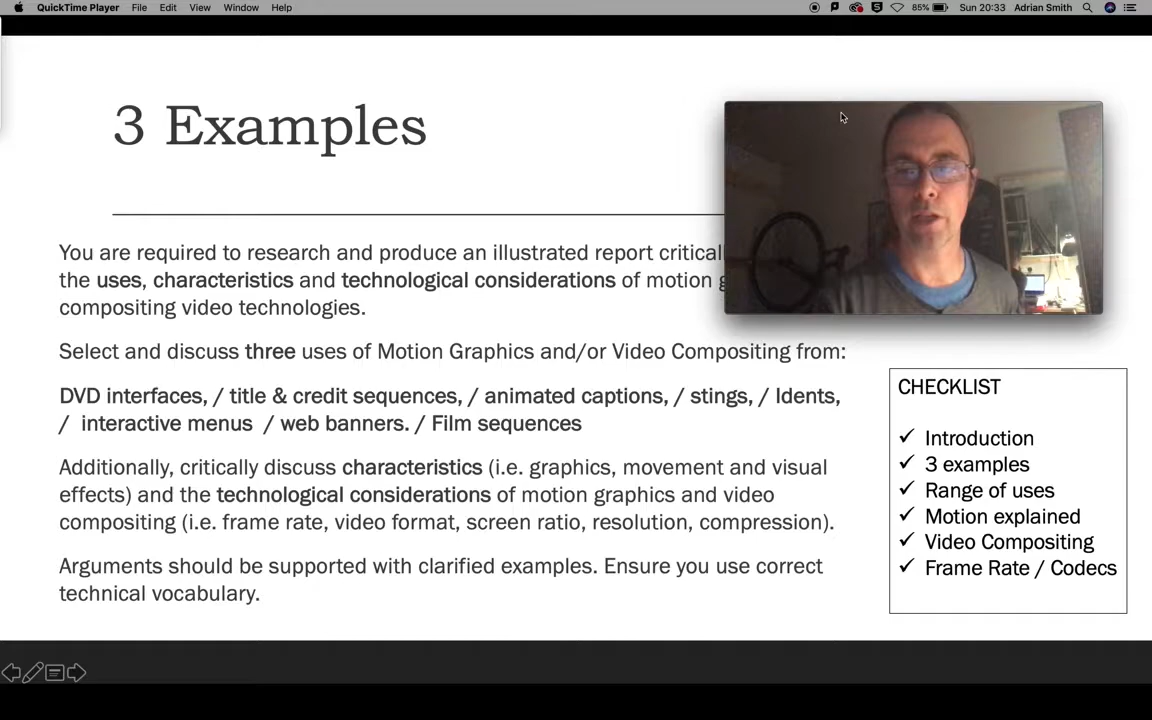 QuickTime Player File Edit View Window Help 85% Sun 20:33 Adrian Smith
3 Examples
You are required to research and produce an illustrated report
the uses, characteristics and technological considerations of motion
compositing video technologies.
Select and discuss three uses of Motion Graphics and/or Video Compositing from:
DVD interfaces, / title & credit sequences, / animated captions, / stings, / Idents,
/ interactive menus / web banners. / Film sequences
Additionally, critically discuss characteristics (i.e. graphics, movement and visual
effects) and the technological considerations of motion graphics and video
compositing (i.e. frame rate, video format, screen ratio, resolution, compression).
Arguments should be supported with clarified examples. Ensure you use correct
technical vocabulary.
CHECKLIST
✓ Introduction
✓ 3 examples
✓ Range of uses
✓ Motion explained
✓ Video Compositing
✓ Frame Rate / Codecs